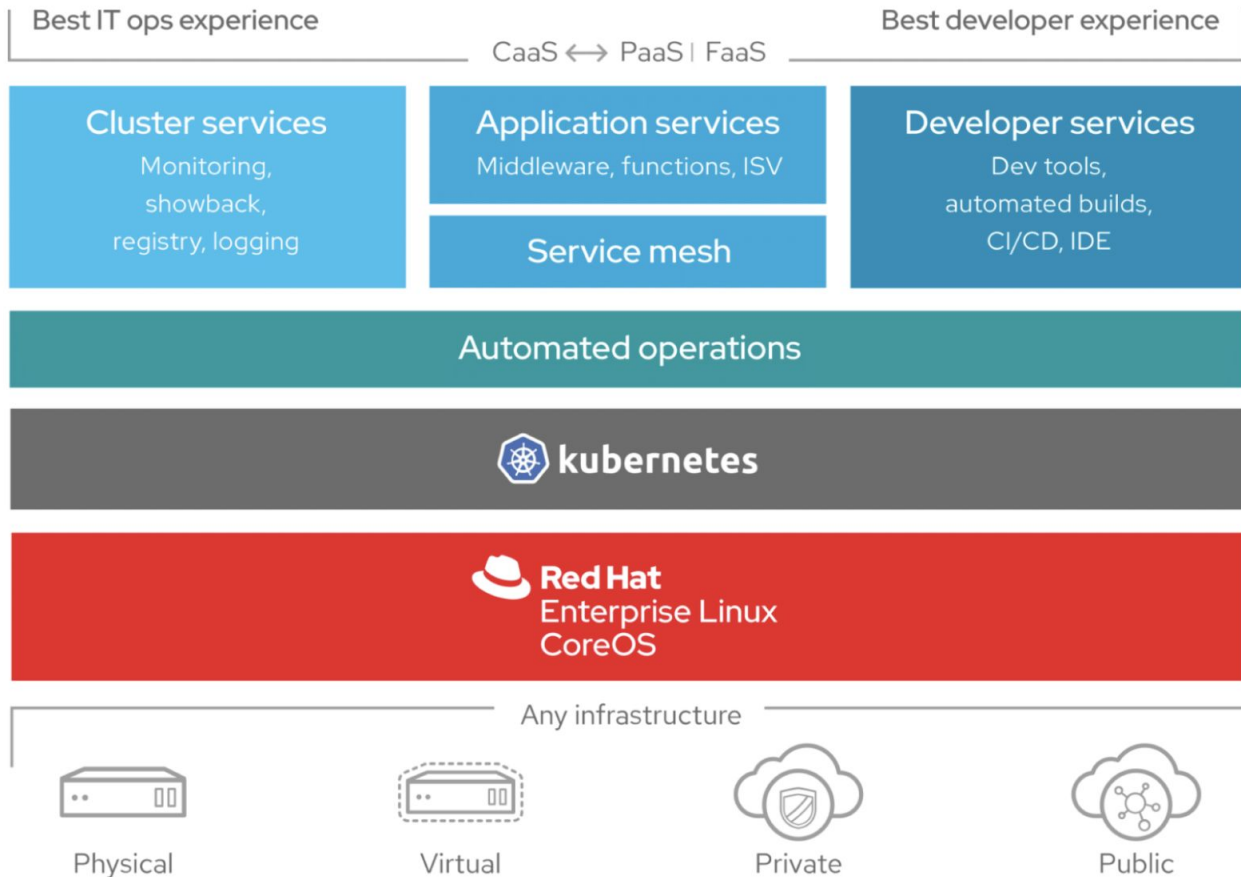 Best IT ops experience
Best developer experience
CaaS ↔ PaaS | FaaS
Cluster services
Monitoring,
showback,
registry, logging
Application services
Middleware, functions, ISV
Service mesh
Developer services
Dev tools,
automated builds,
CI/CD, IDE
Automated operations
kubernetes
Red Hat
Enterprise Linux
CoreOS
Any infrastructure
Physical
Virtual
Private
Public